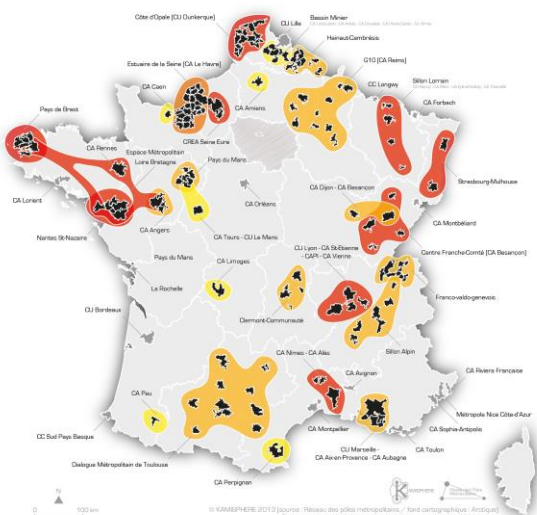 Côte d'Opale (CU Dunkerque)
CU Lille
Bassin Minier
Hainaut-Cambrésis
Estuaire de la Seine (CA Le Havre)
G10 (CA Reims)
CA Caen
CC Longwy
Sillon Lorrain
CA Forbach
Pays de Brest
CA Amiens
CREA Seine Eure
CA Rennes
Espace Métropolitain
Loire Bretagne
Pays du Mans
Strasbourg-Mulhouse
CA Lorient
CA Orléans
CA Dijon - CA Besançon
CA Angers
CA Montbéliard
Nantes St-Nazaire
CA Tours - CU Le Mans
CU Lyon - CA St-Etienne
- CAPI - CA Vienne
Centre Franche-Comté (CA Besançon)
Pays du Mans
CA Limoges
La Rochelle
Franco-valdo-genevois
CU Bordeaux
Clermont-Communauté
Sillon Alpin
CA Nîmes - CA Alès
CA Avignon
CA Riviera Française
CA Pau
Métropole Nice Côte-d'Azur
CA Sophia-Antipolis
CC Sud Pays Basque
CA Montpellier
CU Marseille -
CA Aix-en-Provence - CA Aubagne
CA Toulon
Dialogue Métropolitain de Toulouse
CA Perpignan
N
KAMISPHERE
0 100 km
© KAMISPHERE 2013 (source : Réseau des pôles métropolitains / fond cartographique : Arctique)